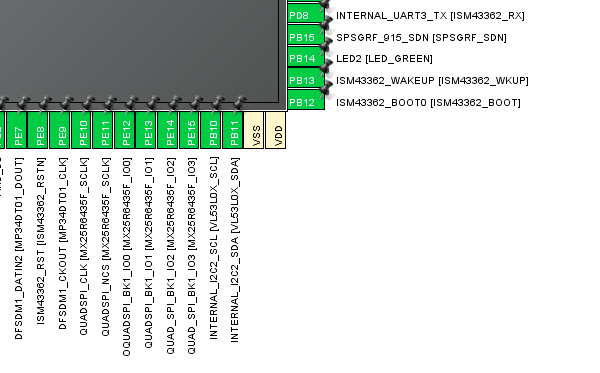 PD8 INTERNAL_UART3_TX [ISM43362_RX]
PB15 SPSGRF_915_SDN [SPSGRF_SDN]
PB14 LED2 [LED_GREEN]
PB13 ISM43362_WAKEUP [ISM43362_WKUP]
PB12 ISM43362_BOOT0 [ISM43362_BOOT]
PE7 DFSDM1_DATIN2 [MP34DT01_DOUT]
PE8 ISM43362_RST [ISM43362_RSTN]
PE9 DFSDM1_CKOUT [MP34DT01_CLK]
PE10 QUADSPI_CLK [MX25R6435F_SCLK]
PE11 QUADSPI_NCS [MX25R6435F_SCLK]
PE12 OQUADSPI_BK1_IO0 [MX25R6435F_IO0]
PE13 QUADSPI_BK1_IO1 [MX25R6435F_IO1]
PE14 QUAD_SPI_BK1_IO2 [MX25R6435F_IO2]
PE15 QUAD_SPI_BK1_IO3 [MX25R6435F_IO3]
PB10 INTERNAL_I2C2_SCL [VL53L0X_SCL]
PB11 INTERNAL_I2C2_SDA [VL53L0X_SDA]
VSS
VDD